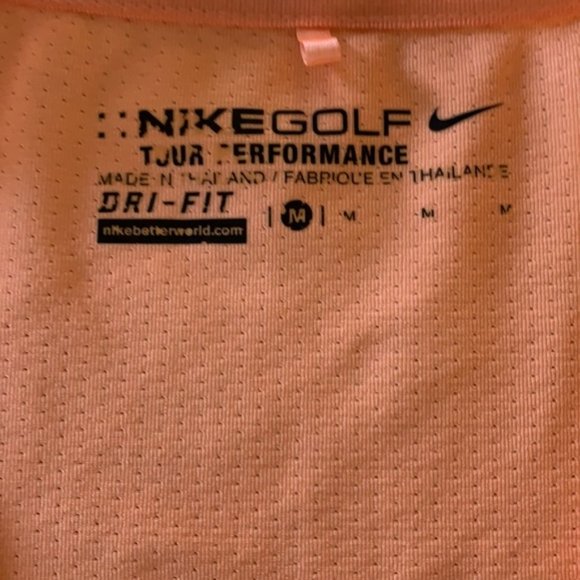 NIKEGOLF
TOUR PERFORMANCE
MADE IN THAILAND / FABRIQUE EN THAILANDE
DRI-FIT | M | M M M
nikebetterworld.com